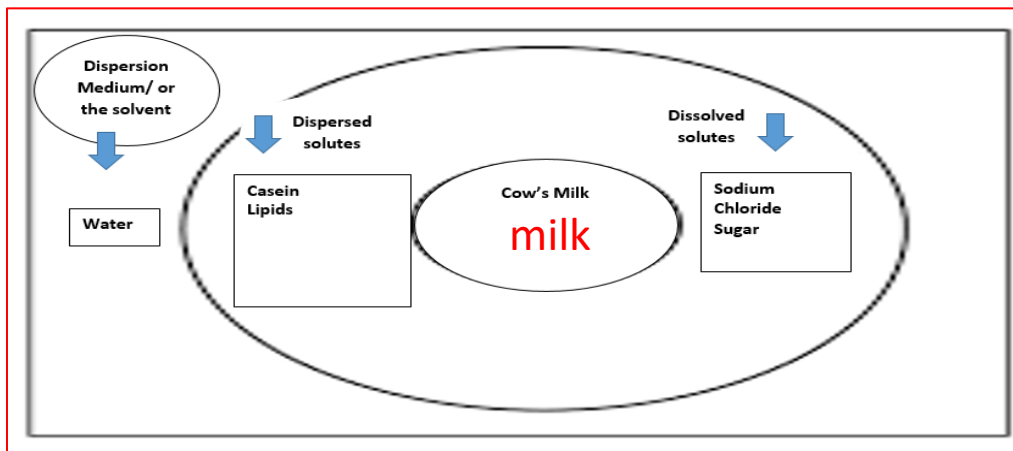 Dispersion
Medium/ or
the solvent
Water
Dispersed
solutes
Casein
Lipids
Cow's Milk
milk
Dissolved
solutes
Sodium
Chloride
Sugar